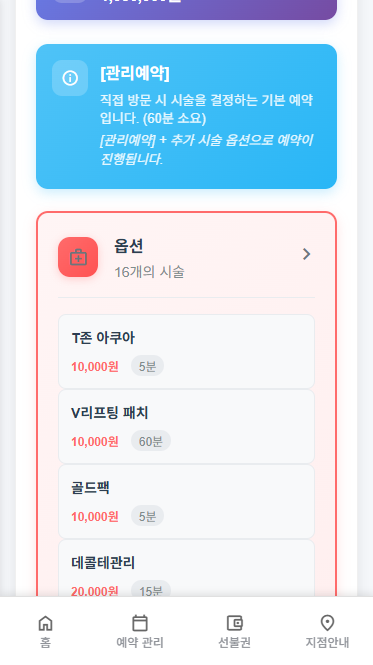 [관리예약]
직접 방문 시 시술을 결정하는 기본 예약
입니다. (60분 소요)
[관리예약] + 추가 시술 옵션으로 예약이
진행됩니다.
옵션
16개의 시술
T존 아쿠아
10,000원 5분
V리프팅 패치
10,000원 60분
골드팩
10,000원 5분
데콜테관리
20,000원 15분
홈 예약 관리 선불권 지점안내